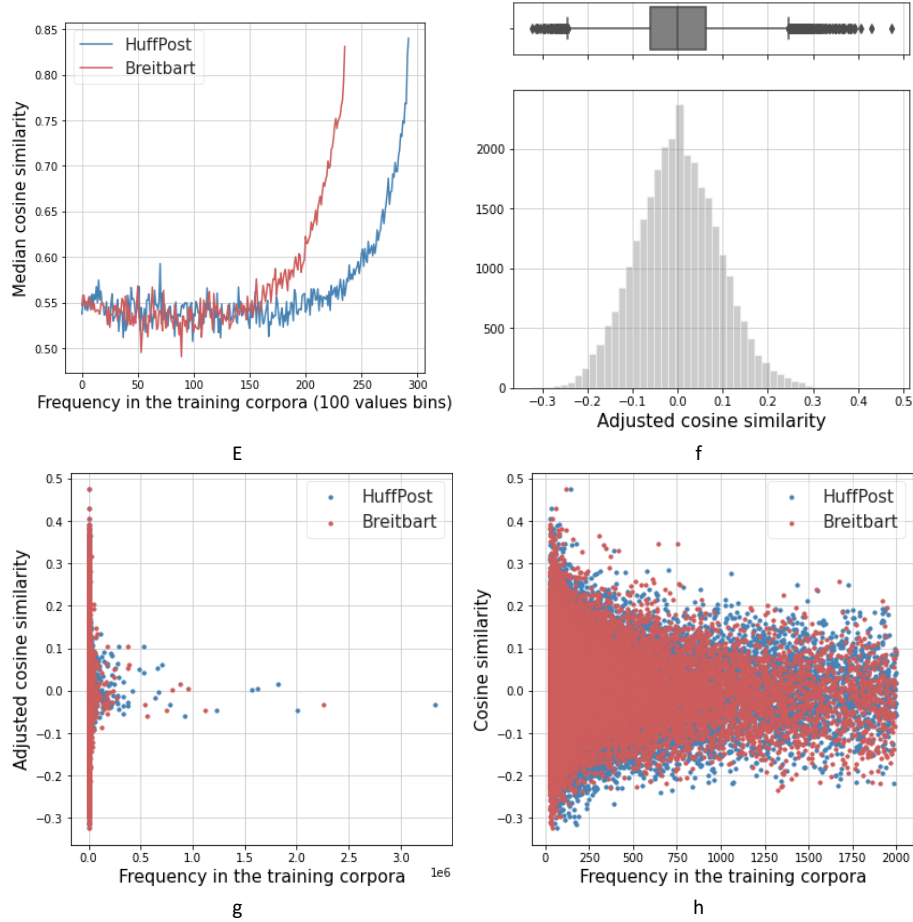 0.85
0.80
0.75
0.70
0.65
0.60
0.55
0.50
Median cosine similarity
HuffPost
Breitbart
0 50 100 150 200 250 300
Frequency in the training corpora (100 values bins)
E
2000
1500
1000
500
0
−0.3 −0.2 −0.1 0.0 0.1 0.2 0.3 0.4 0.5
Adjusted cosine similarity
f
0.5
0.4
0.3
0.2
0.1
0.0
−0.1
−0.2
−0.3
Adjusted cosine similarity
HuffPost
Breitbart
0.0 0.5 1.0 1.5 2.0 2.5 3.0
1e6
Frequency in the training corpora
g
0.5
0.4
0.3
0.2
0.1
0.0
−0.1
−0.2
−0.3
Cosine similarity
HuffPost
Breitbart
0 250 500 750 1000 1250 1500 1750 2000
Frequency in the training corpora
h